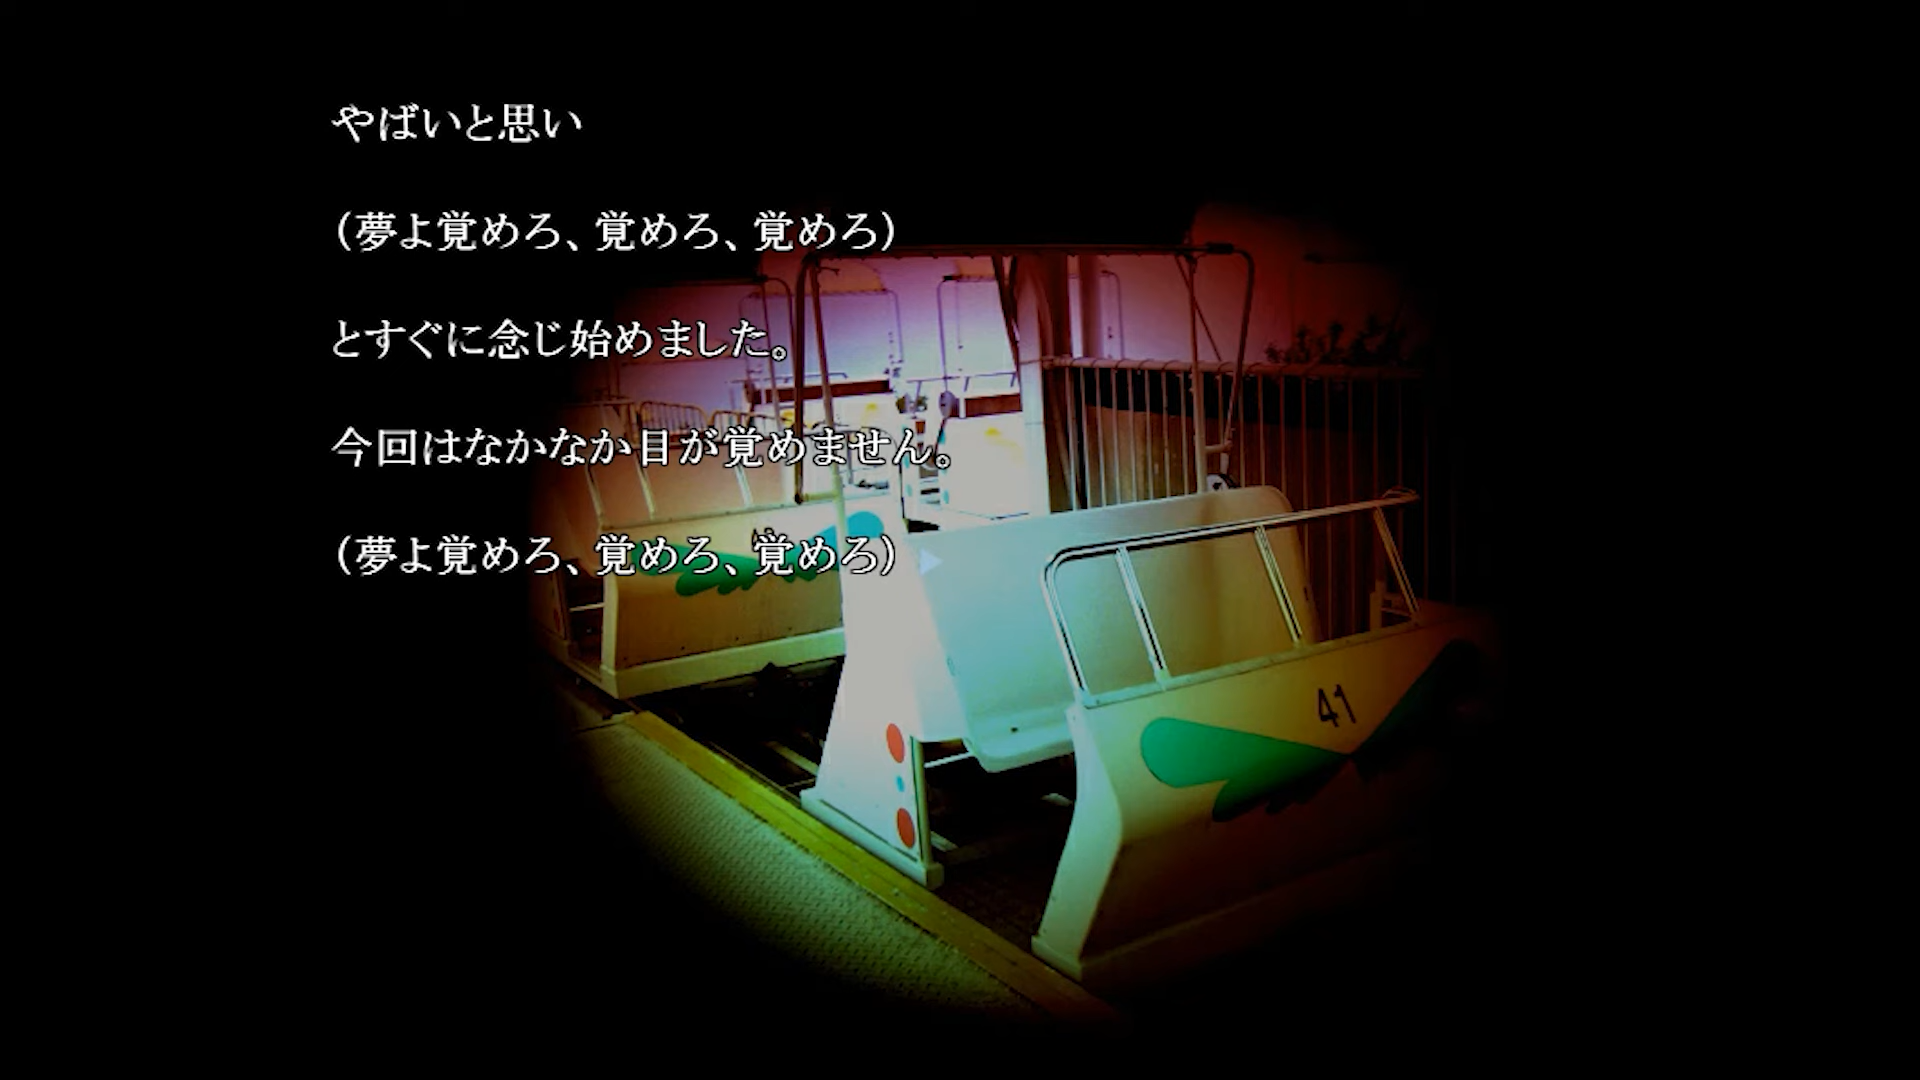 やばいと思い
（夢よ覚めろ、覚めろ、覚めろ）
とすぐに念じ始めました。
今回はなかなか目が覚めません。
（夢よ覚めろ、覚めろ、覚めろ）
41